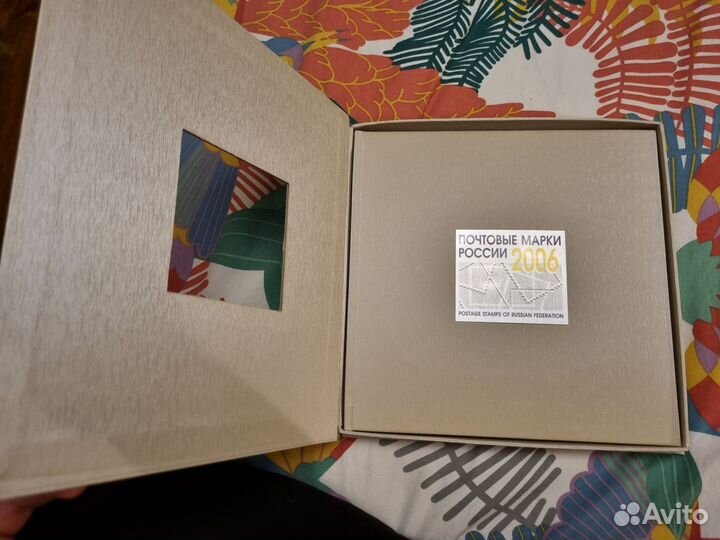 ПОЧТОВЫЕ МАРКИ
РОССИИ 2006
POSTAGE STAMPS OF RUSSIAN FEDERATION
Avito